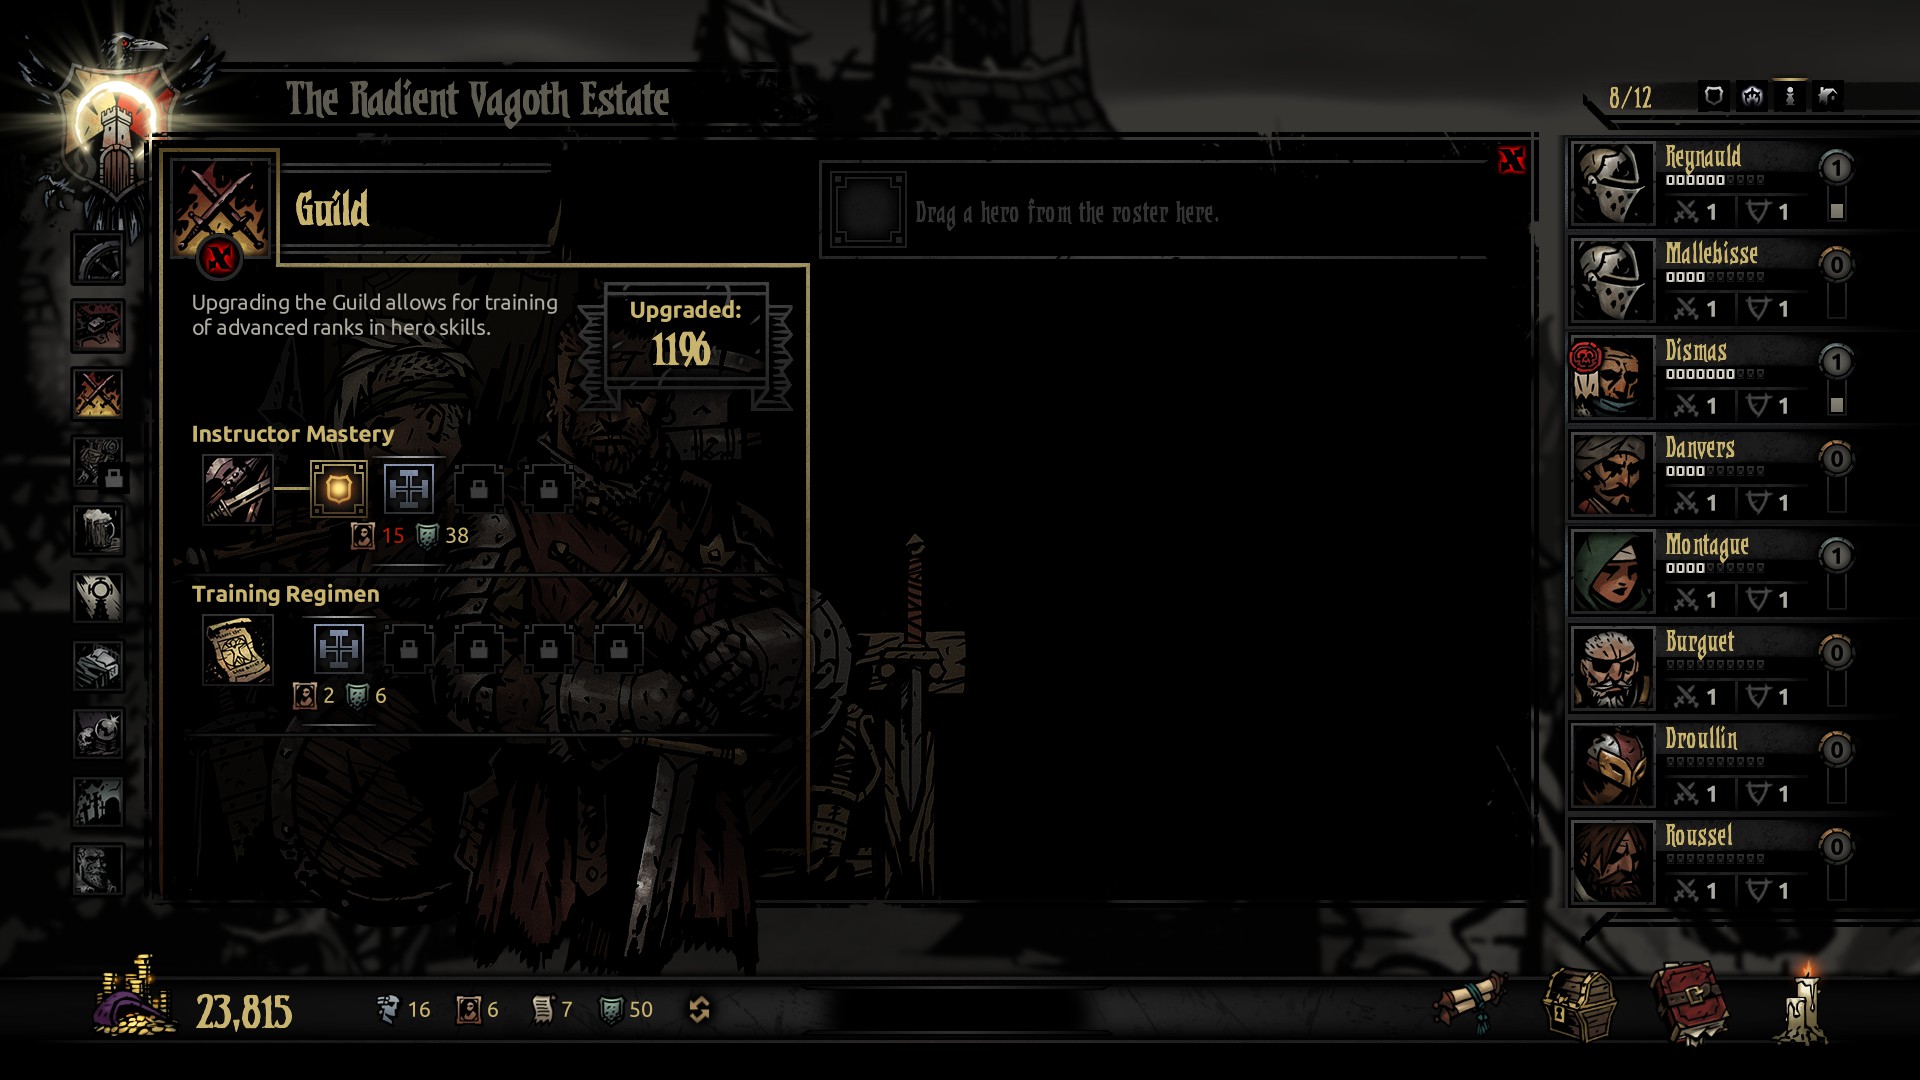 The Radient Vagoth Estate
8/12
Guild
Drag a hero from the roster here.
Upgrading the Guild allows for training
of advanced ranks in hero skills.
Upgraded:
11%
Instructor Mastery
15 38
Training Regimen
2 6
Reynauld
1
1 1
Mallebisse
0
1 1
Dismas
1
1 1
Danvers
0
1 1
Montague
1
1 1
Burguet
0
1 1
Droullin
0
1 1
Roussel
0
1 1
23,815
16 6 7 50